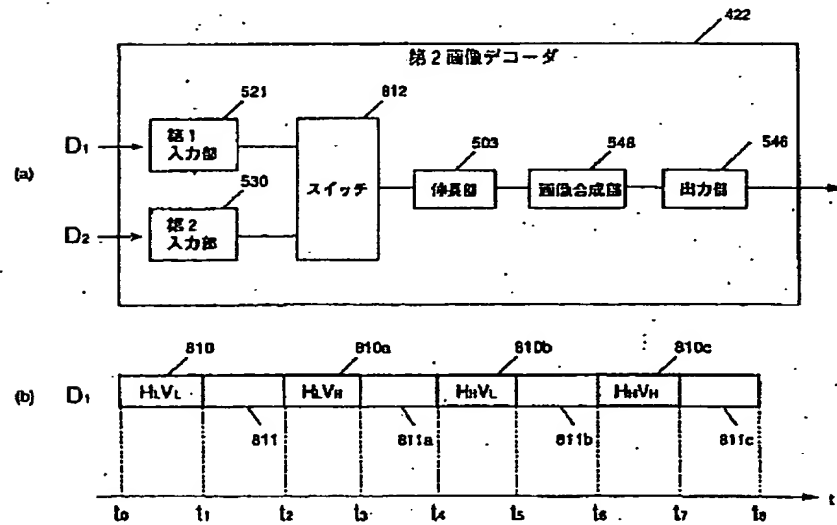 422
第2画像デコーダ
521
812
D₁
第1
入力部
503
548
546
(a)
530
スイッチ
伸長部
画像合成部
出力部
D₂
第2
入力部
810
810a
810b
810c
(b)
D₁
HLVL
HLVH
HHVL
HHVH
811
811a
811b
811c
t₀
t₁
t₂
t₃
t₄
t₅
t₆
t₇
t₈
t